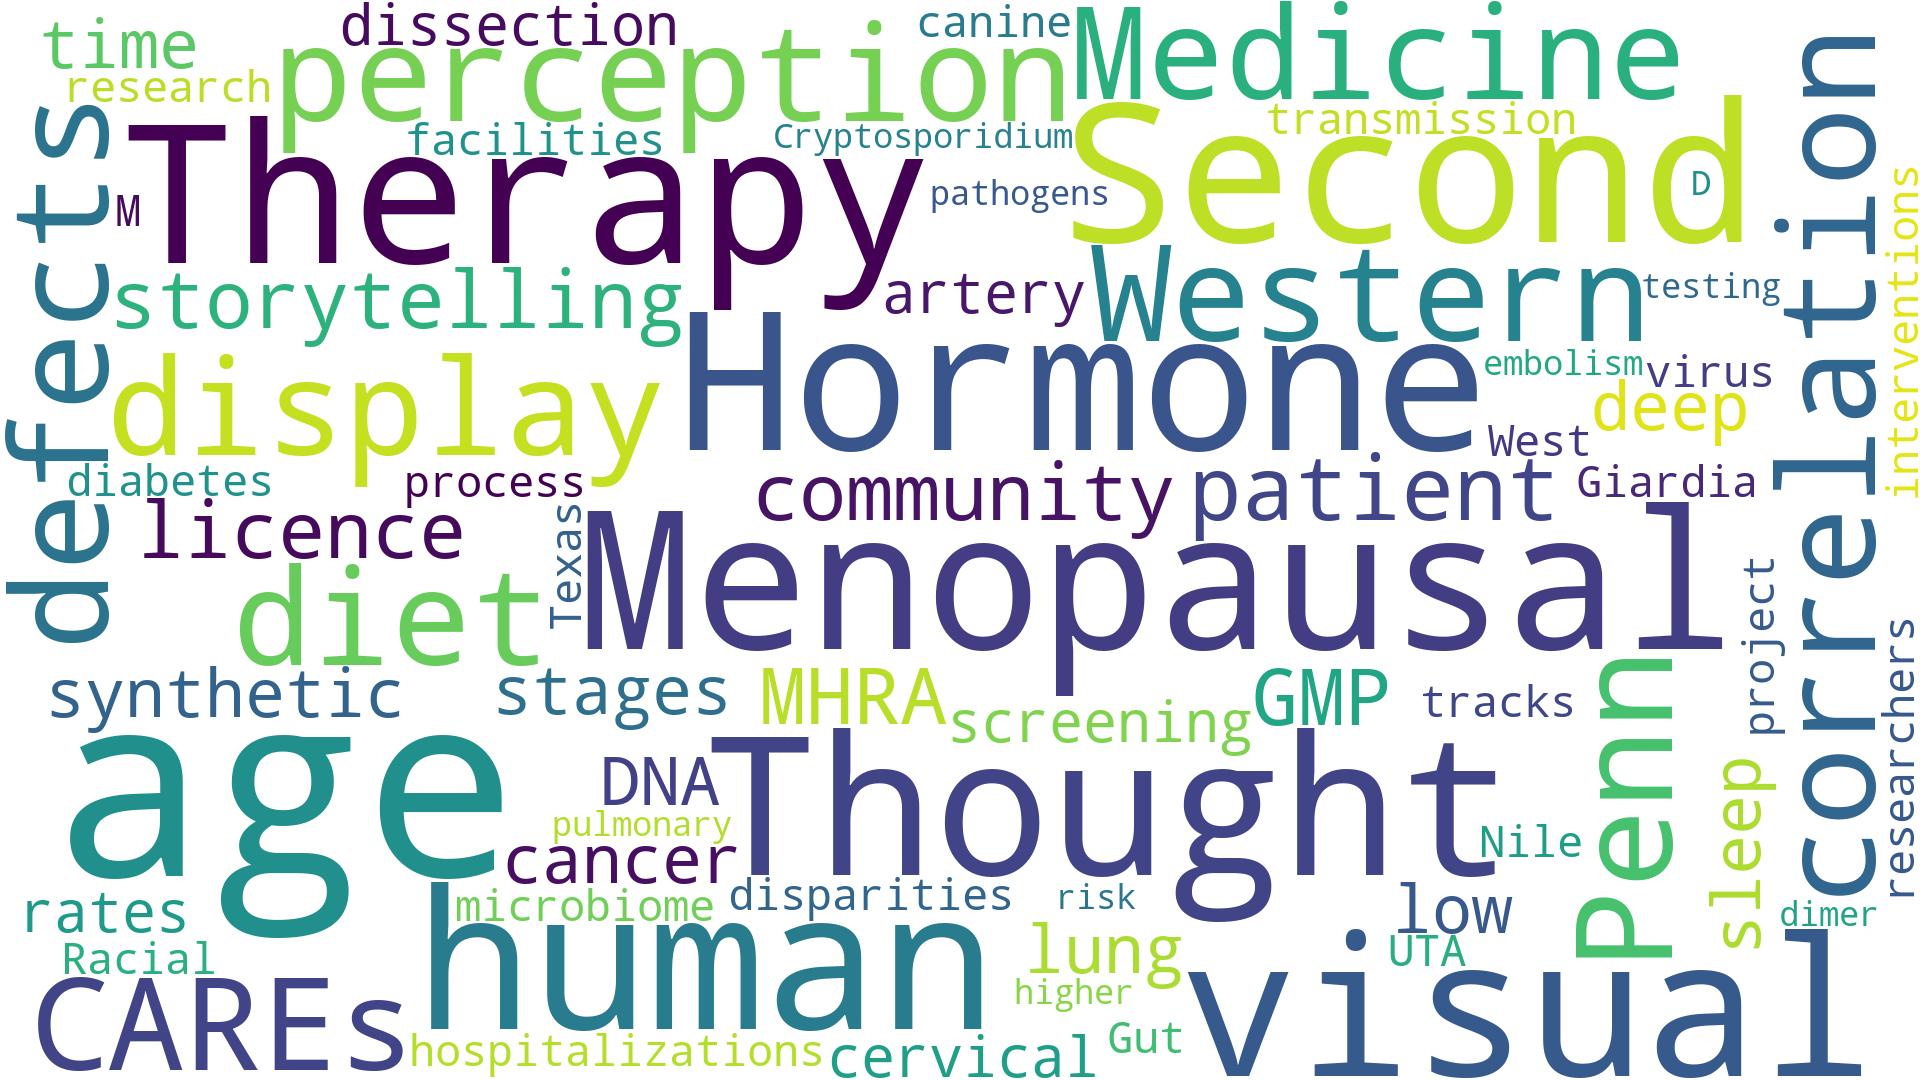 time
research
dissection
perception
canine
Medicine
defects
M
Therapy
facilities
Cryptosporidium
pathogens
Second
transmission
D
correlation
interventions
storytelling
artery
Western
testing
display
Hormone
embolism
virus
deep
West
diabetes
process
licence
community
patient
Giardia
diet
Texas
Menopausal
project
researchers
synthetic
stages
MHRA
screening
GMP
tracks
Penn
sleep
age
DNA
Thought
pulmonary
cancer
Nile
rates
Racial
microbiome
disparities
risk
low
dimer
UTA
CAREs
human
lung
higher
visual
hospitalizations
cervical
Gut